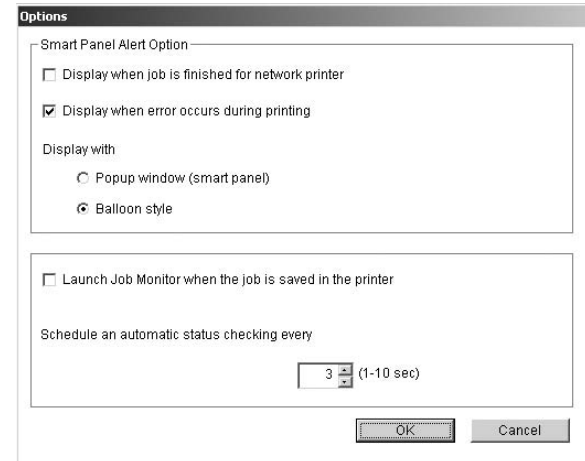 Options
Smart Panel Alert Option
Display when job is finished for network printer
Display when error occurs during printing
Display with
Popup window (smart panel)
Balloon style
Launch Job Monitor when the job is saved in the printer
Schedule an automatic status checking every
3 (1-10 sec)
OK Cancel